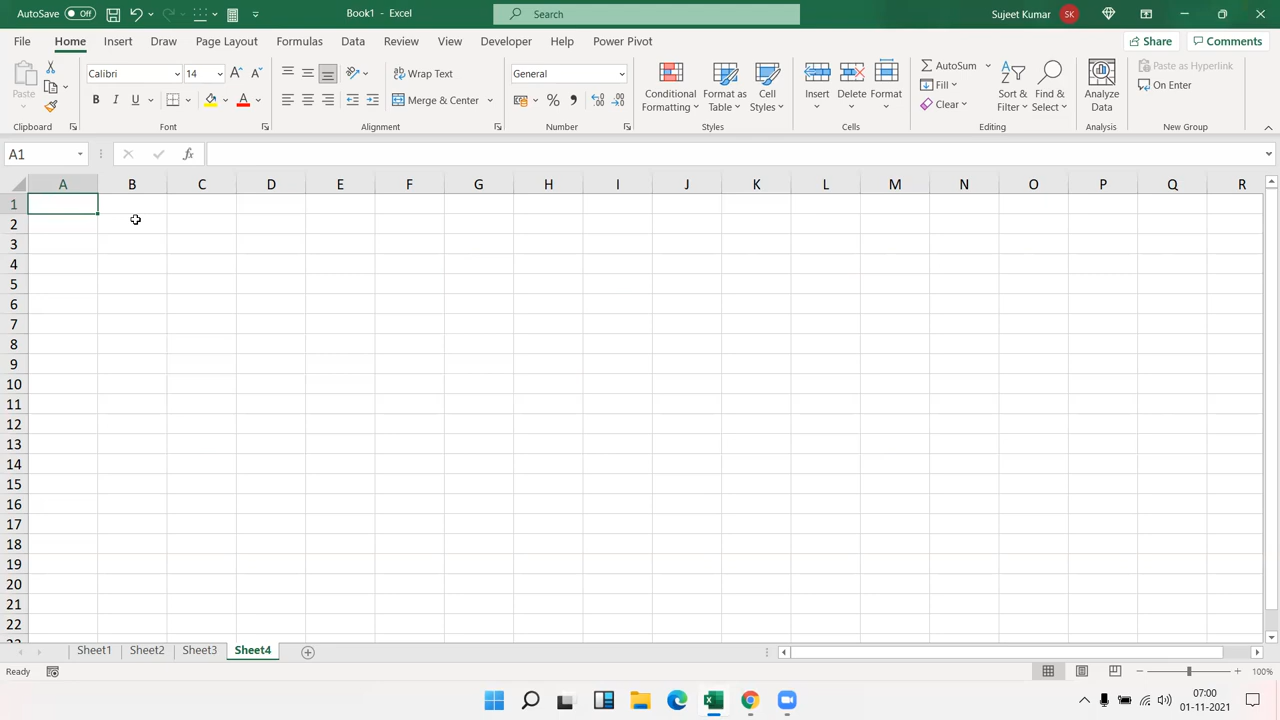 AutoSave Off Book1 - Excel Search Sujeet Kumar SK
File Home Insert Draw Page Layout Formulas Data Review View Developer Help Power Pivot Share Comments
Paste Calibri 14 Wrap Text General Conditional Formatting Format as Table Cell Styles Insert Delete Format AutoSum Sort & Filter Find & Select Analyze Data Paste as Hyperlink
B I U Merge & Center % Fill On Enter
Clear
Clipboard Font Alignment Number Styles Cells Editing Analysis New Group
A1 fx
A B C D E F G H I J K L M N O P Q R
1
2
3
4
5
6
7
8
9
10
11
12
13
14
15
16
17
18
19
20
21
22
Sheet1 Sheet2 Sheet3 Sheet4
Ready 100%
07:00
01-11-2021